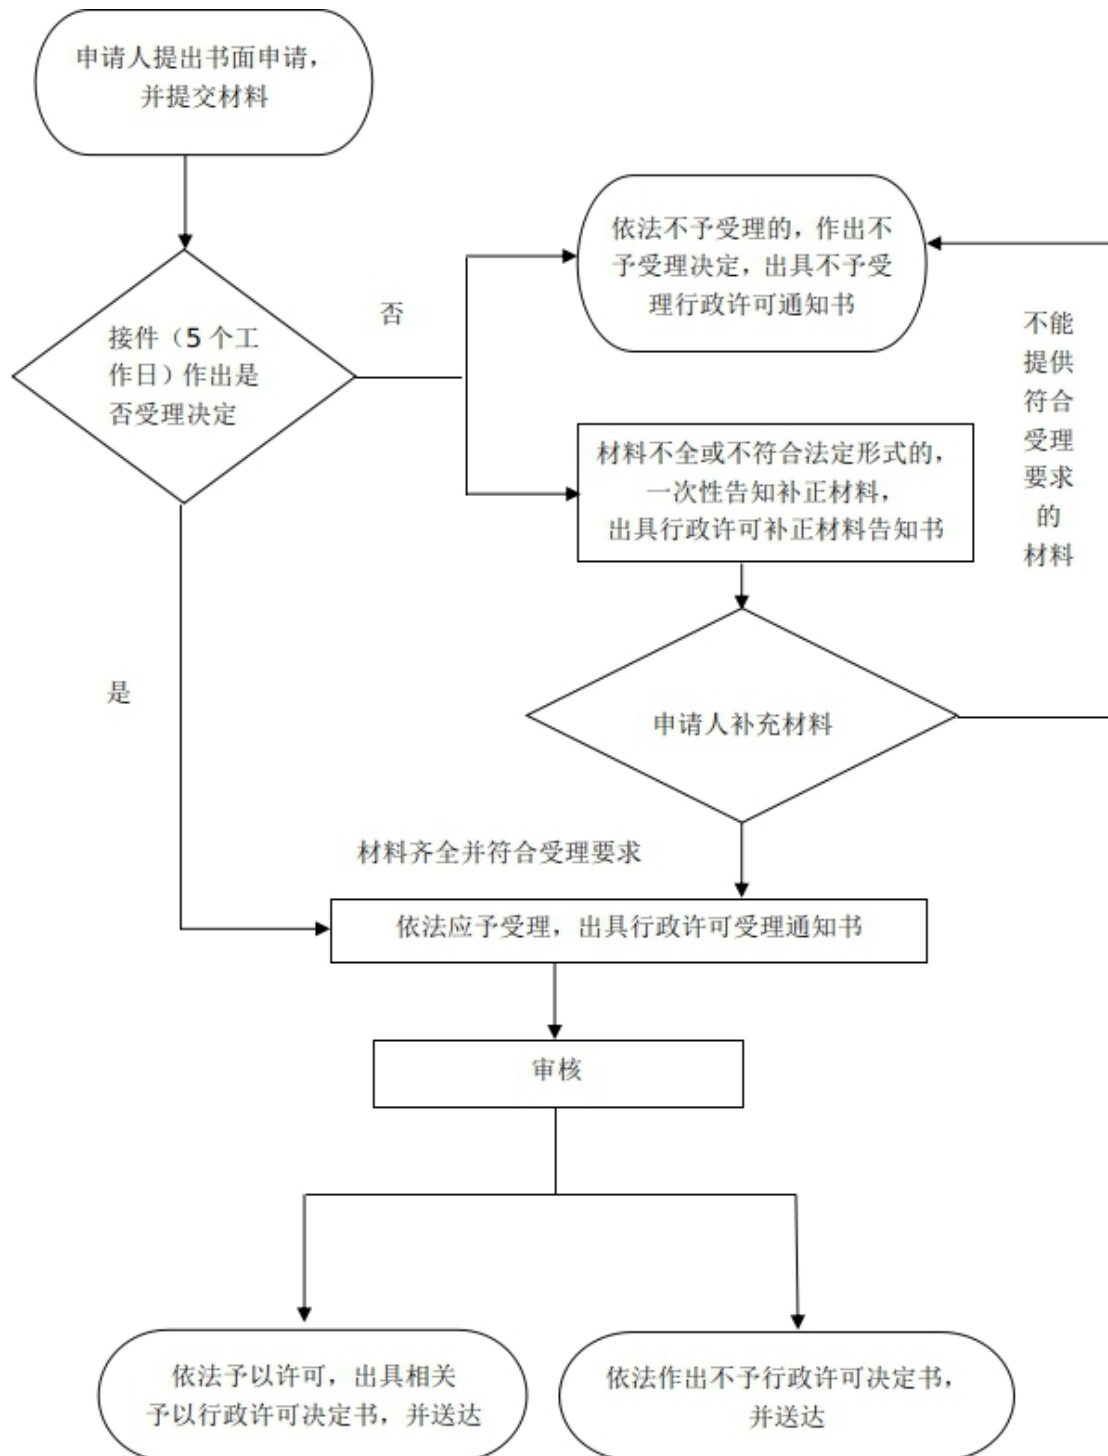 申请人提出书面申请，
并提交材料
依法不予受理的，作出不
予受理决定，出具不予受
理行政许可通知书
否
接件（5 个工
作日）作出是
否受理决定
不能
提供
符合
受理
要求
的
材料
材料不全或不符合法定形式的，
一次性告知补正材料，
出具行政许可补正材料告知书
是
申请人补充材料
材料齐全并符合受理要求
依法应予受理，出具行政许可受理通知书
审核
依法予以许可，出具相关
予以行政许可决定书，并送达
依法作出不予行政许可决定书，
并送达